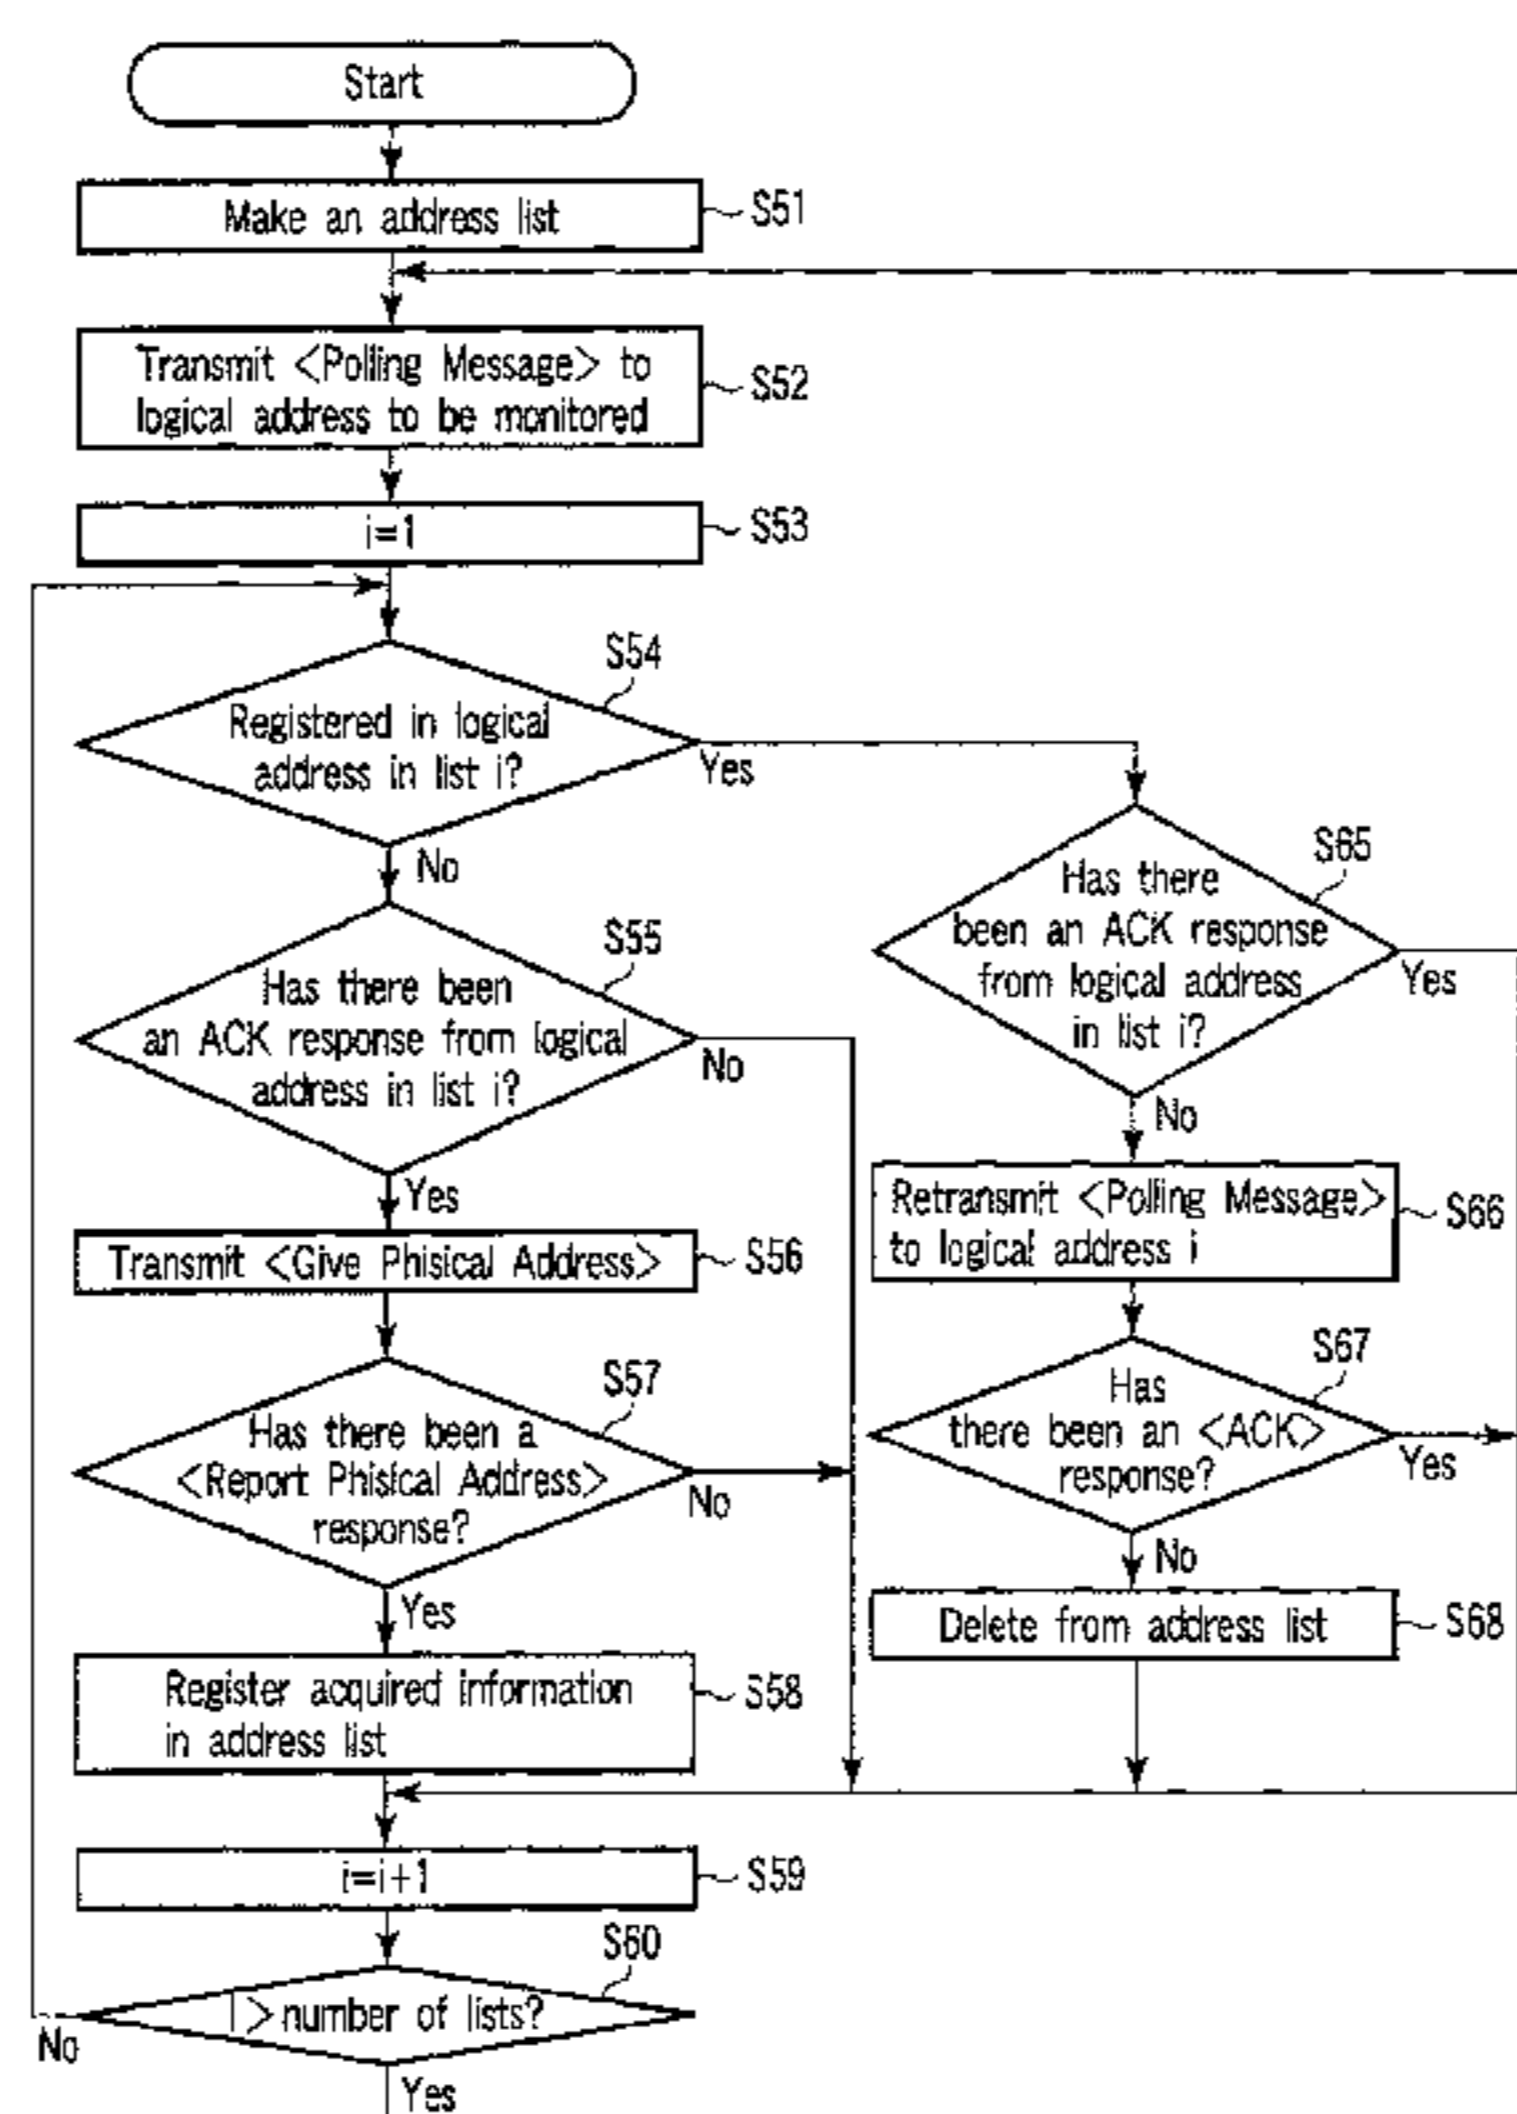 Start
Make an address list
S51
Transmit <Polling Message> to
logical address to be monitored
S52
i=1
S53
S54
Registered in logical
address in list i?
Yes
No
S55
Has there been
an ACK response from logical
address in list i?
No
Yes
Transmit <Give Phisical Address>
S56
S57
Has there been a
<Report Phisical Address>
response?
No
Yes
Register acquired information
in address list
S58
i=i+1
S59
S60
I>number of lists?
No
Yes
S65
Has there
been an ACK response
from logical address
in list i?
Yes
No
Retransmit <Polling Message>
to logical address i
S66
S67
Has
there been an <ACK>
response?
Yes
No
Delete from address list
S68